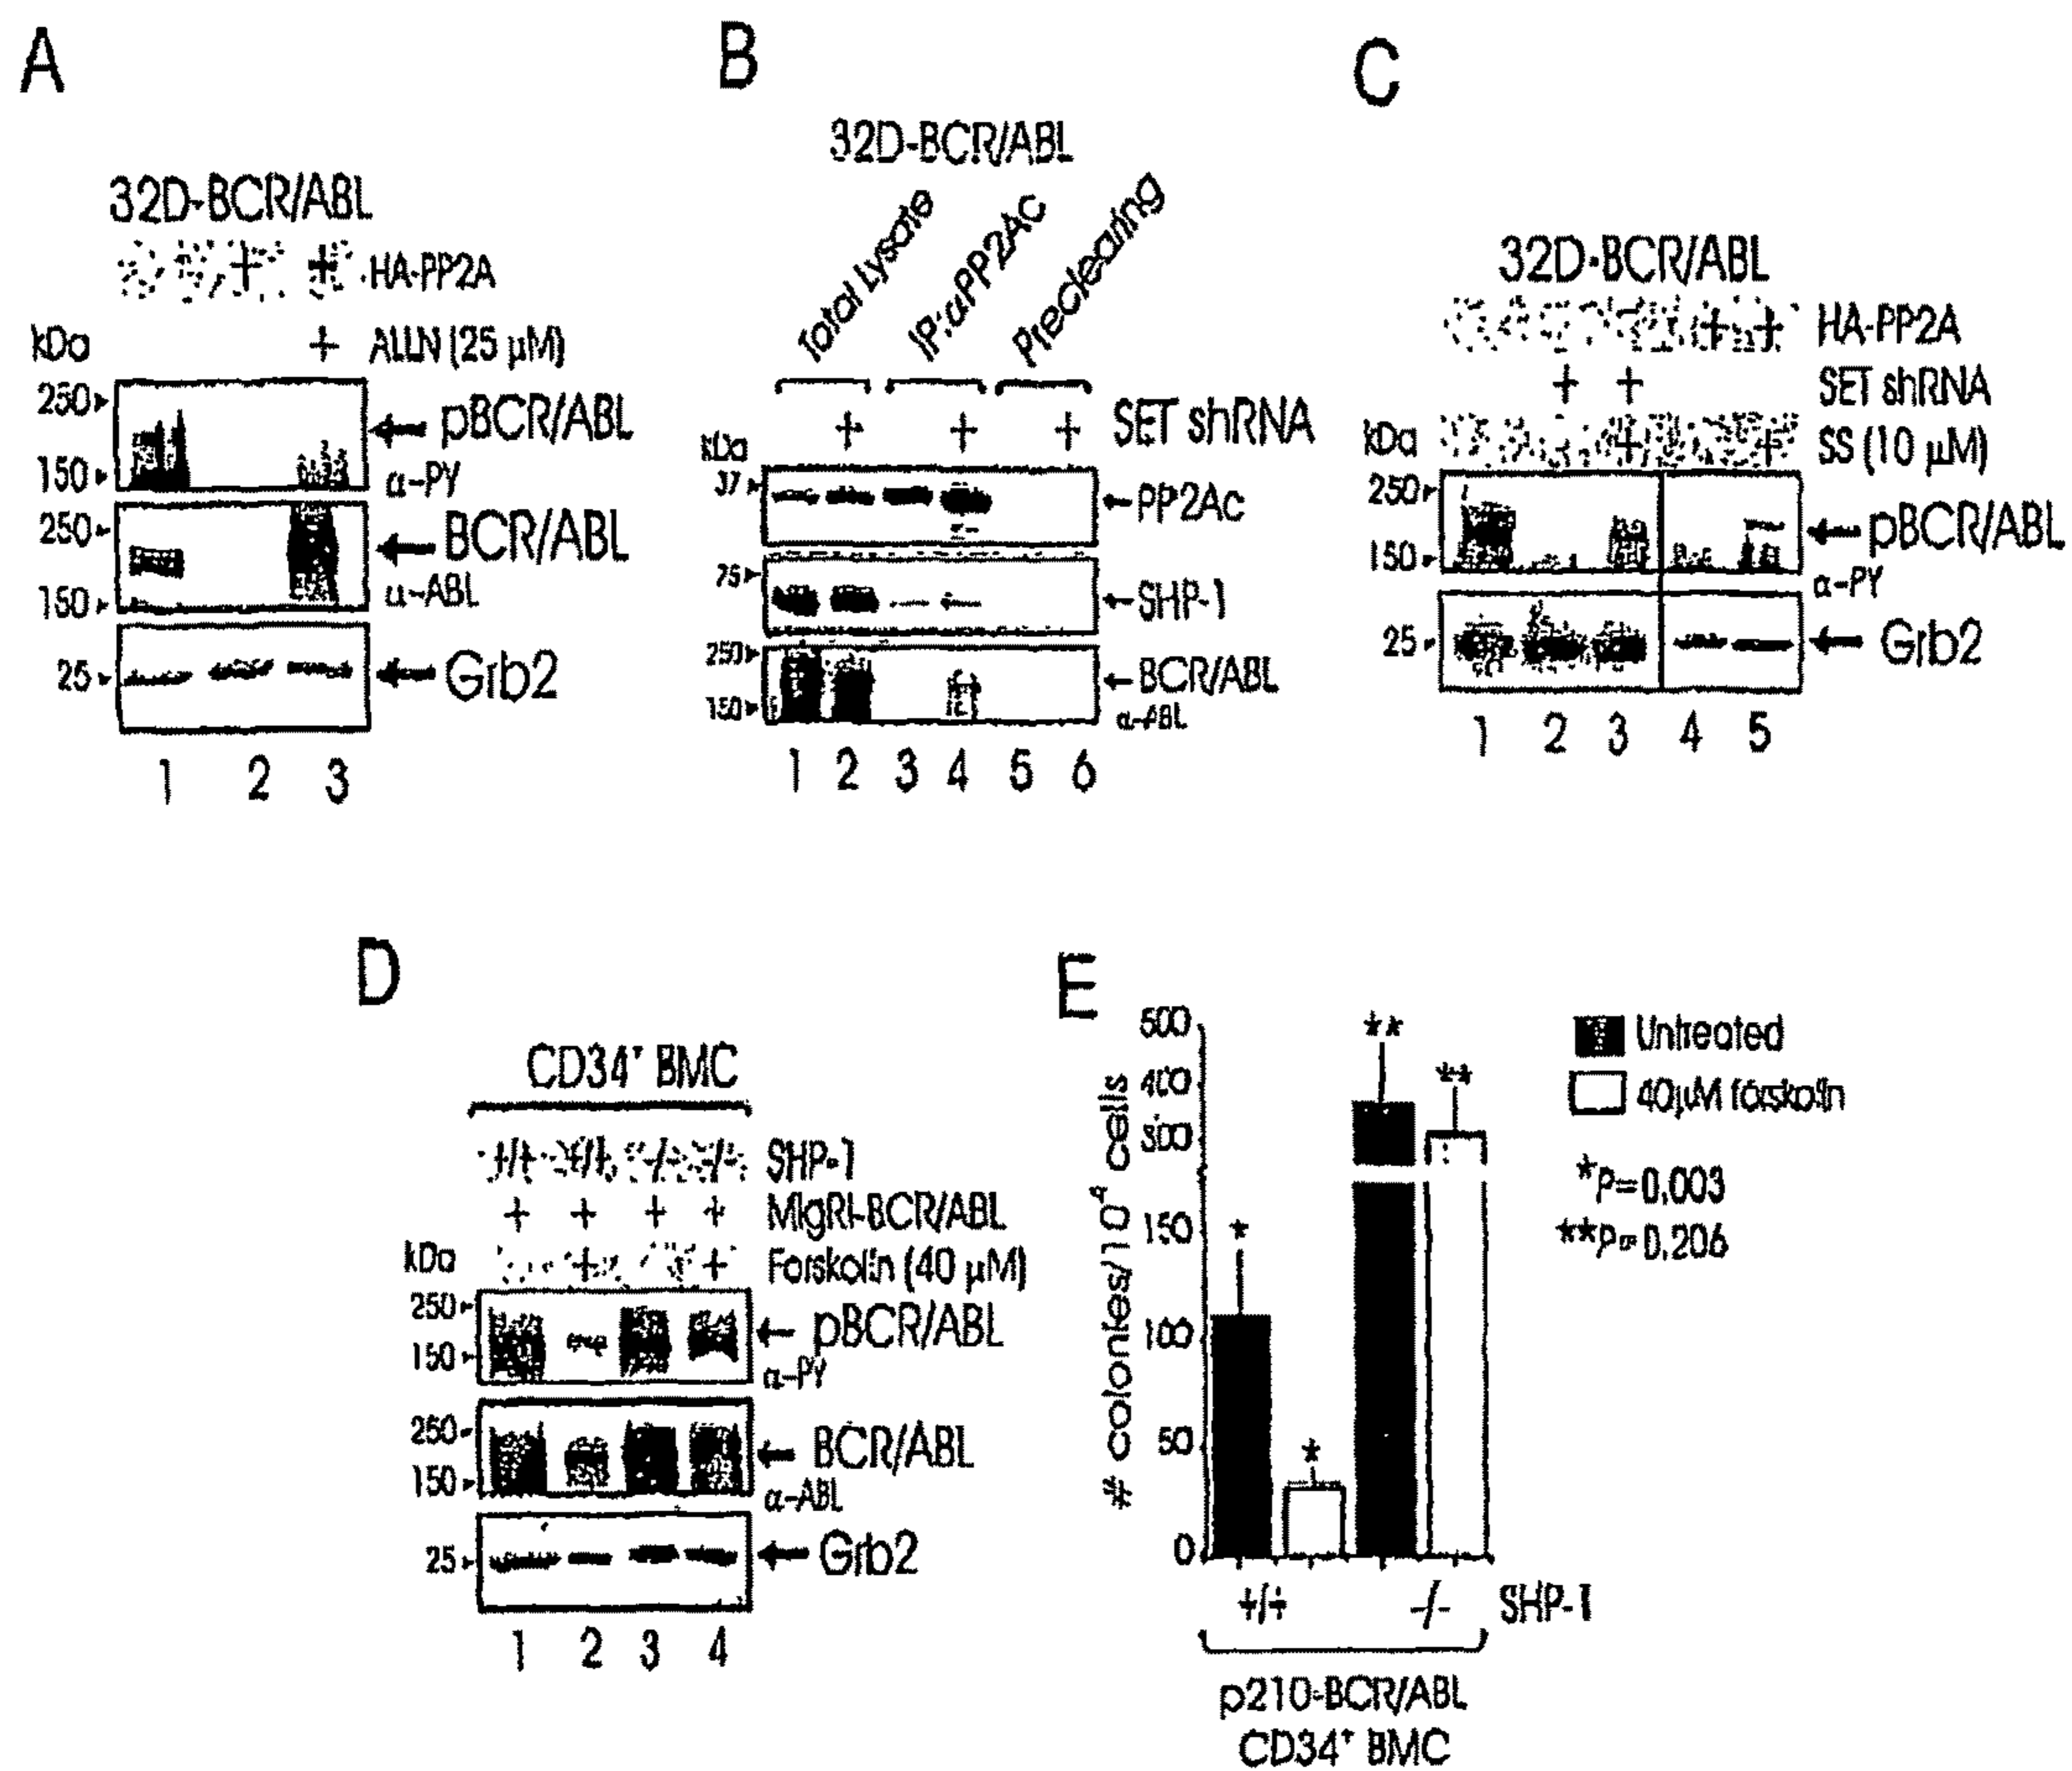 A
32D-BCR/ABL
+ + HA-PP2A
kDa + ALLN (25 µM)
250
150
pBCR/ABL
α-PY
250
150
BCR/ABL
α-ABL
25
Grb2
1 2 3
B
32D-BCR/ABL
Total Lysate
IP:αPP2Ac
Preclearing
+ + + SET shRNA
kDa
37
PP2Ac
75
SHP-1
250
150
BCR/ABL
α-ABL
1 2 3 4 5 6
C
32D-BCR/ABL
+ + HA-PP2A
+ + SET shRNA
kDa + + SS (10 µM)
250
150
pBCR/ABL
α-PY
25
Grb2
1 2 3 4 5
D
CD34+ BMC
+/+ +/+ -/- -/- SHP-1
+ + + + MigRI-BCR/ABL
kDa + + Forskolin (40 µM)
250
150
pBCR/ABL
α-PY
250
150
BCR/ABL
α-ABL
25
Grb2
1 2 3 4
E
# colonies/10⁻⁴ cells
500
400
300
150
100
50
0
* * ** **
Untreated
40µM forskolin
*P=0,003
**P=0,206
+/+ -/- SHP-1
p210-BCR/ABL
CD34+ BMC